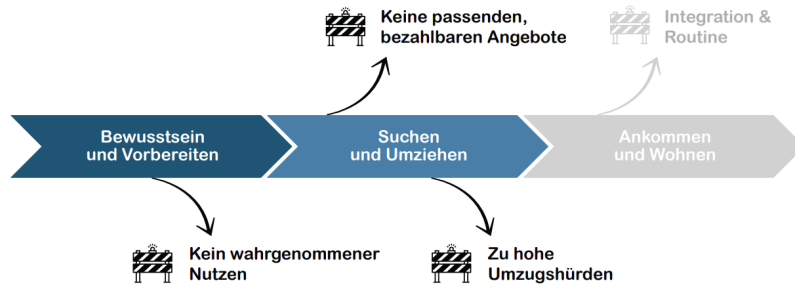 Keine passenden,
bezahlbaren Angebote
Integration &
Routine
Bewusstsein
und Vorbereiten
Suchen
und Umziehen
Ankommen
und Wohnen
Kein wahrgenommener
Nutzen
Zu hohe
Umzugshürden